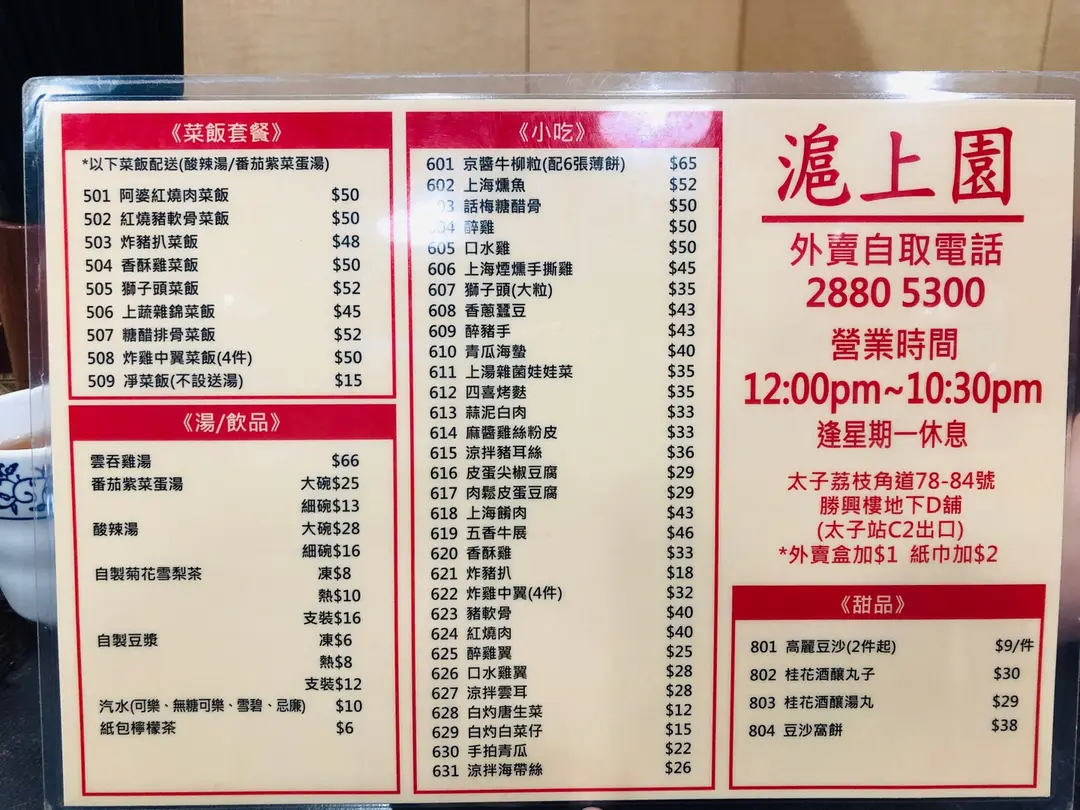 《菜飯套餐》
*以下菜飯配送(酸辣湯/番茄紫菜蛋湯)
501 阿婆紅燒肉菜飯 $50
502 紅燒豬軟骨菜飯 $50
503 炸豬扒菜飯 $48
504 香酥雞菜飯 $50
505 獅子頭菜飯 $52
506 上蔬雜錦菜飯 $45
507 糖醋排骨菜飯 $52
508 炸雞中翼菜飯(4件) $50
509 凈菜飯(不設送湯) $15
《湯/飲品》
雲吞雞湯 $66
番茄紫菜蛋湯 大碗$25
細碗$13
酸辣湯 大碗$28
細碗$16
自製菊花雪梨茶 凍$8
熱$10
支裝$16
自製豆漿 凍$6
熱$8
支裝$12
汽水(可樂、無糖可樂、雪碧、忌廉) $10
紙包檸檬茶 $6
《小吃》
601 京醬牛柳粒(配6張薄餅) $65
602 上海燻魚 $52
03 話梅糖醋骨 $50
04 醉雞 $50
605 口水雞 $50
606 上海煙燻手撕雞 $45
607 獅子頭(大粒) $35
608 香蔥蠶豆 $43
609 醉豬手 $43
610 青瓜海蟄 $40
611 上湯雜菌娃娃菜 $35
612 四喜烤麩 $35
613 蒜泥白肉 $33
614 麻醬雞絲粉皮 $33
615 涼拌豬耳絲 $36
616 皮蛋尖椒豆腐 $29
617 肉鬆皮蛋豆腐 $29
618 上海餚肉 $43
619 五香牛展 $46
620 香酥雞 $33
621 炸豬扒 $18
622 炸雞中翼(4件) $32
623 豬軟骨 $40
624 紅燒肉 $40
625 醉雞翼 $25
626 口水雞翼 $28
627 涼拌雲耳 $28
628 白灼唐生菜 $12
629 白灼白菜仔 $15
630 手拍青瓜 $22
631 涼拌海帶絲 $26
滬上園
外賣自取電話
2880 5300
營業時間
12:00pm~10:30pm
逢星期一休息
太子荔枝角道78-84號
勝興樓地下D舖
(太子站C2出口)
*外賣盒加$1 紙巾加$2
《甜品》
801 高麗豆沙(2件起) $9/件
802 桂花酒釀丸子 $30
803 桂花酒釀湯丸 $29
804 豆沙窩餅 $38